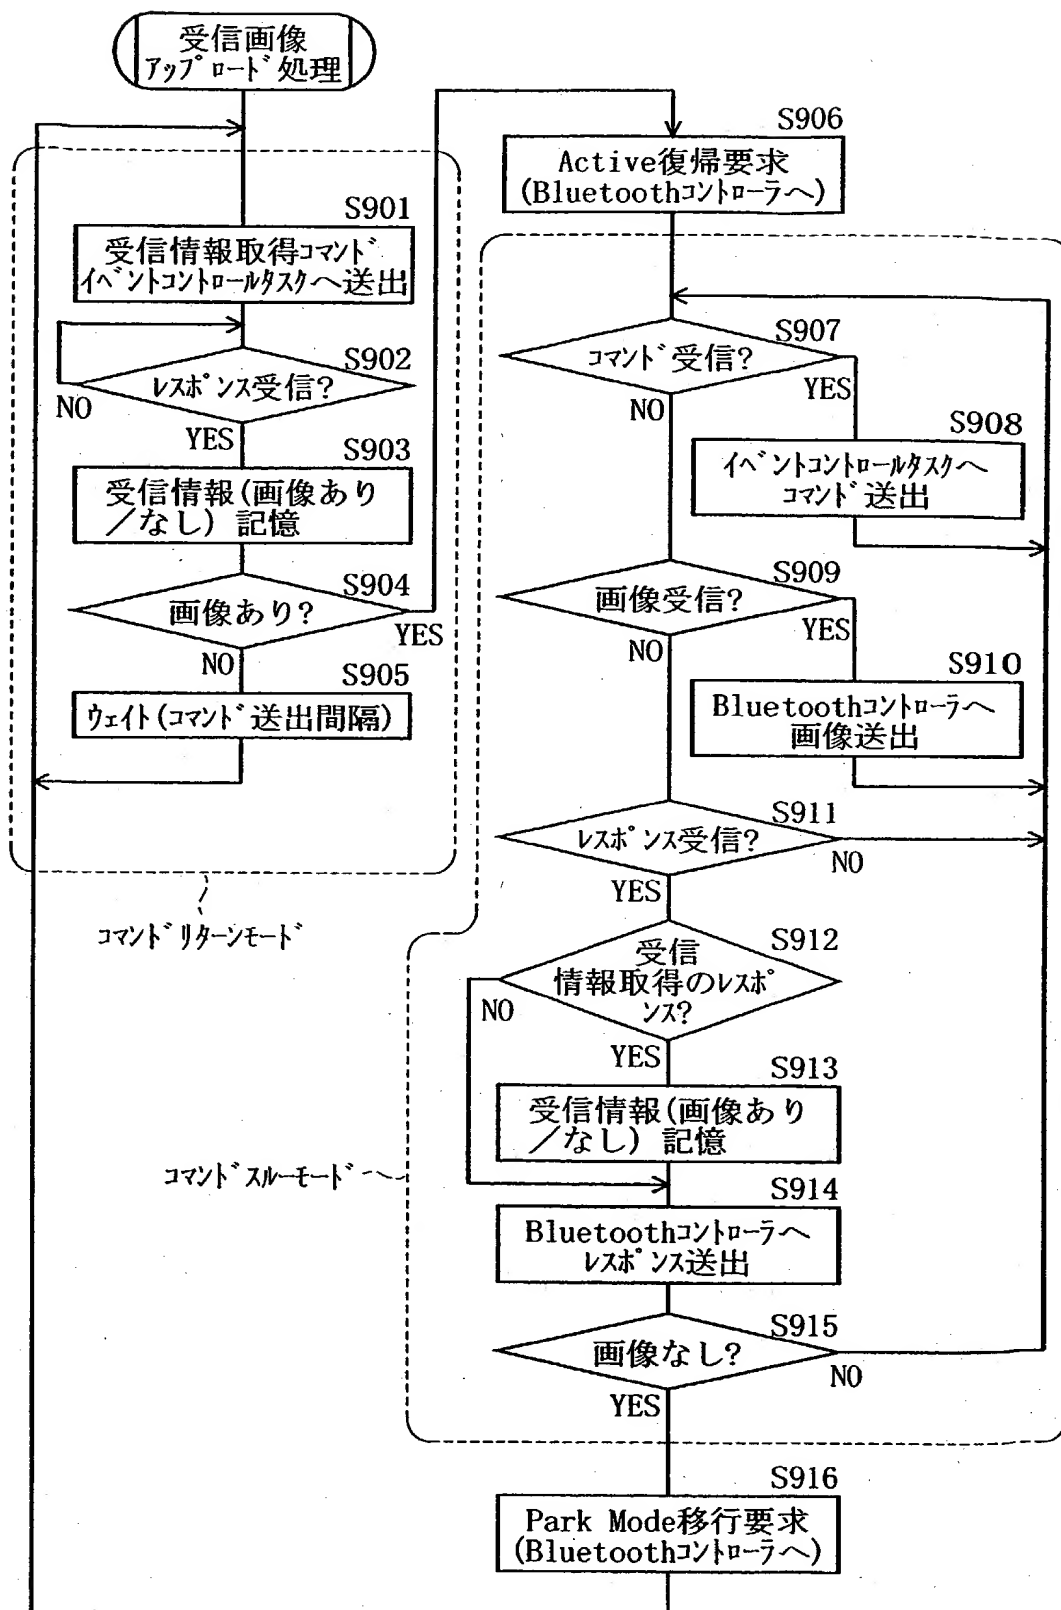 受信画像
アップロード処理
S901
受信情報取得コマンド
イベントコントロールタスクへ送出
S902
レスポンス受信?
NO
YES
S903
受信情報(画像あり
/なし)記憶
S904
画像あり?
YES
NO
S905
ウェイト(コマンド送出間隔)
コマンドリターンモード
S906
Active復帰要求
(Bluetoothコントローラへ)
S907
コマンド受信?
YES
NO
S908
イベントコントロールタスクへ
コマンド送出
S909
画像受信?
YES
NO
S910
Bluetoothコントローラへ
画像送出
S911
レスポンス受信?
NO
YES
S912
受信
情報取得のレスポ
ンス?
NO
YES
S913
受信情報(画像あり
/なし)記憶
コマンドスルーモード
S914
Bluetoothコントローラへ
レスポンス送出
S915
画像なし?
NO
YES
S916
Park Mode移行要求
(Bluetoothコントローラへ)